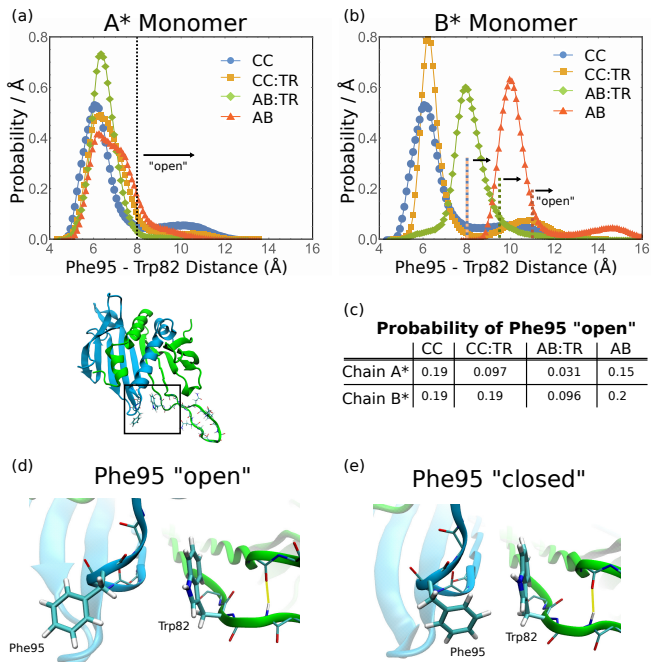 (a)
A* Monomer
0.8
0.6
0.4
0.2
0.0
Probability / Å
CC
CC:TR
AB:TR
AB
"open"
4 6 8 10 12 14 16
Phe95 - Trp82 Distance (Å)
(b)
B* Monomer
0.8
0.6
0.4
0.2
0.0
Probability / Å
CC
CC:TR
AB:TR
AB
"open"
4 6 8 10 12 14 16
Phe95 - Trp82 Distance (Å)
(c)
Probability of Phe95 "open"
CC CC:TR AB:TR AB
Chain A* 0.19 0.097 0.031 0.15
Chain B* 0.19 0.19 0.096 0.2
(d)
Phe95 "open"
Phe95
Trp82
(e)
Phe95 "closed"
Phe95
Trp82